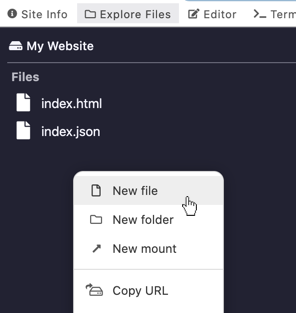 Site Info Explore Files Editor
My Website
Files
index.html
index.json
New file
New folder
New mount
Copy URL